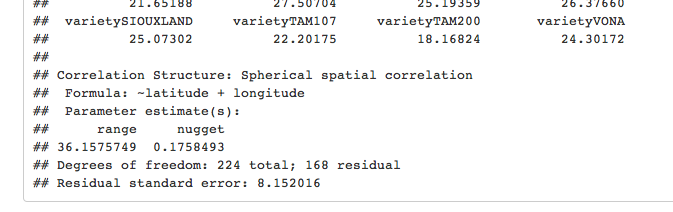 ##       21.65188       27.50704       25.19359       26.37660
## varietySIOUXLAND  varietyTAM107  varietyTAM200    varietyVONA
##       25.07302       22.20175       18.16824       24.30172
##
## Correlation Structure: Spherical spatial correlation
##  Formula: ~latitude + longitude
##  Parameter estimate(s):
##      range     nugget
## 36.1575749  0.1758493
## Degrees of freedom: 224 total; 168 residual
## Residual standard error: 8.152016